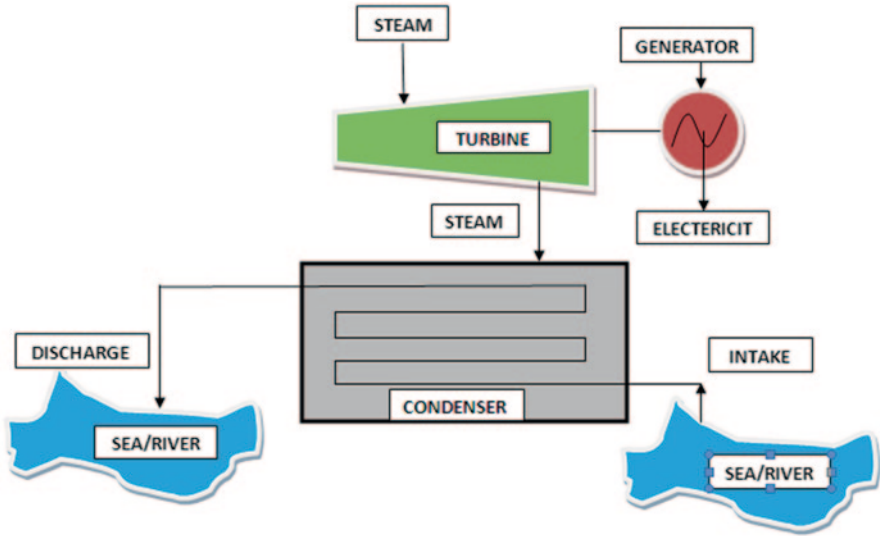 STEAM
GENERATOR
TURBINE
STEAM
ELECTERICIT
DISCHARGE
INTAKE
CONDENSER
SEA/RIVER
SEA/RIVER